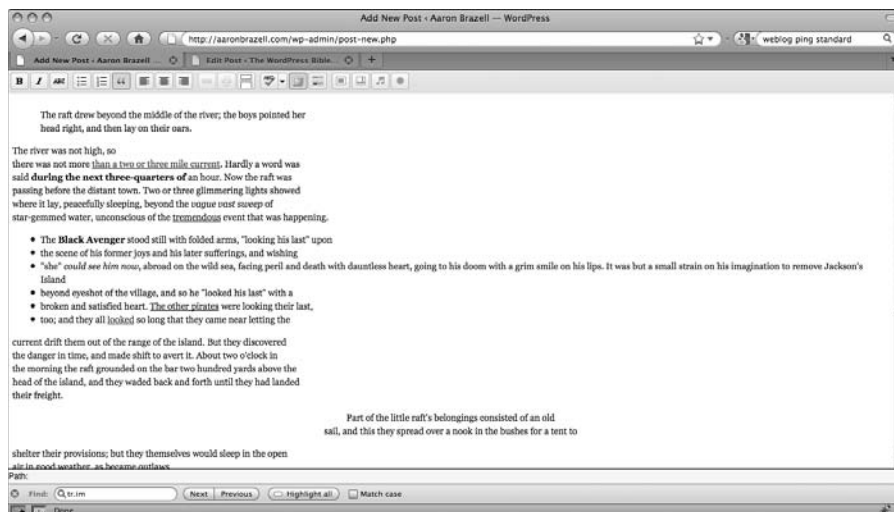 Add New Post ‹ Aaron Brazell — WordPress
http://aaronbrazell.com/wp-admin/post-new.php
weblog ping standard
Add New Post ‹ Aaron Brazell ...
Edit Post ‹ The WordPress Bible...
+
B I ABC
The raft drew beyond the middle of the river; the boys pointed her
head right, and then lay on their oars.
The river was not high, so
there was not more than a two or three mile current. Hardly a word was
said during the next three-quarters of an hour. Now the raft was
passing before the distant town. Two or three glimmering lights showed
where it lay, peacefully sleeping, beyond the vague vast sweep of
star-gemmed water, unconscious of the tremendous event that was happening.
• The Black Avenger stood still with folded arms, "looking his last" upon
• the scene of his former joys and his later sufferings, and wishing
• "she" could see him now, abroad on the wild sea, facing peril and death with dauntless heart, going to his doom with a grim smile on his lips. It was but a small strain on his imagination to remove Jackson's
Island
• beyond eyeshot of the village, and so he "looked his last" with a
• broken and satisfied heart. The other pirates were looking their last,
• too; and they all looked so long that they came near letting the
current drift them out of the range of the island. But they discovered
the danger in time, and made shift to avert it. About two o'clock in
the morning the raft grounded on the bar two hundred yards above the
head of the island, and they waded back and forth until they had landed
their freight.
Part of the little raft's belongings consisted of an old
sail, and this they spread over a nook in the bushes for a tent to
shelter their provisions; but they themselves would sleep in the open
air in good weather, as became outlaws.
Path:
Find: tr.im Next Previous Highlight all Match case
Done